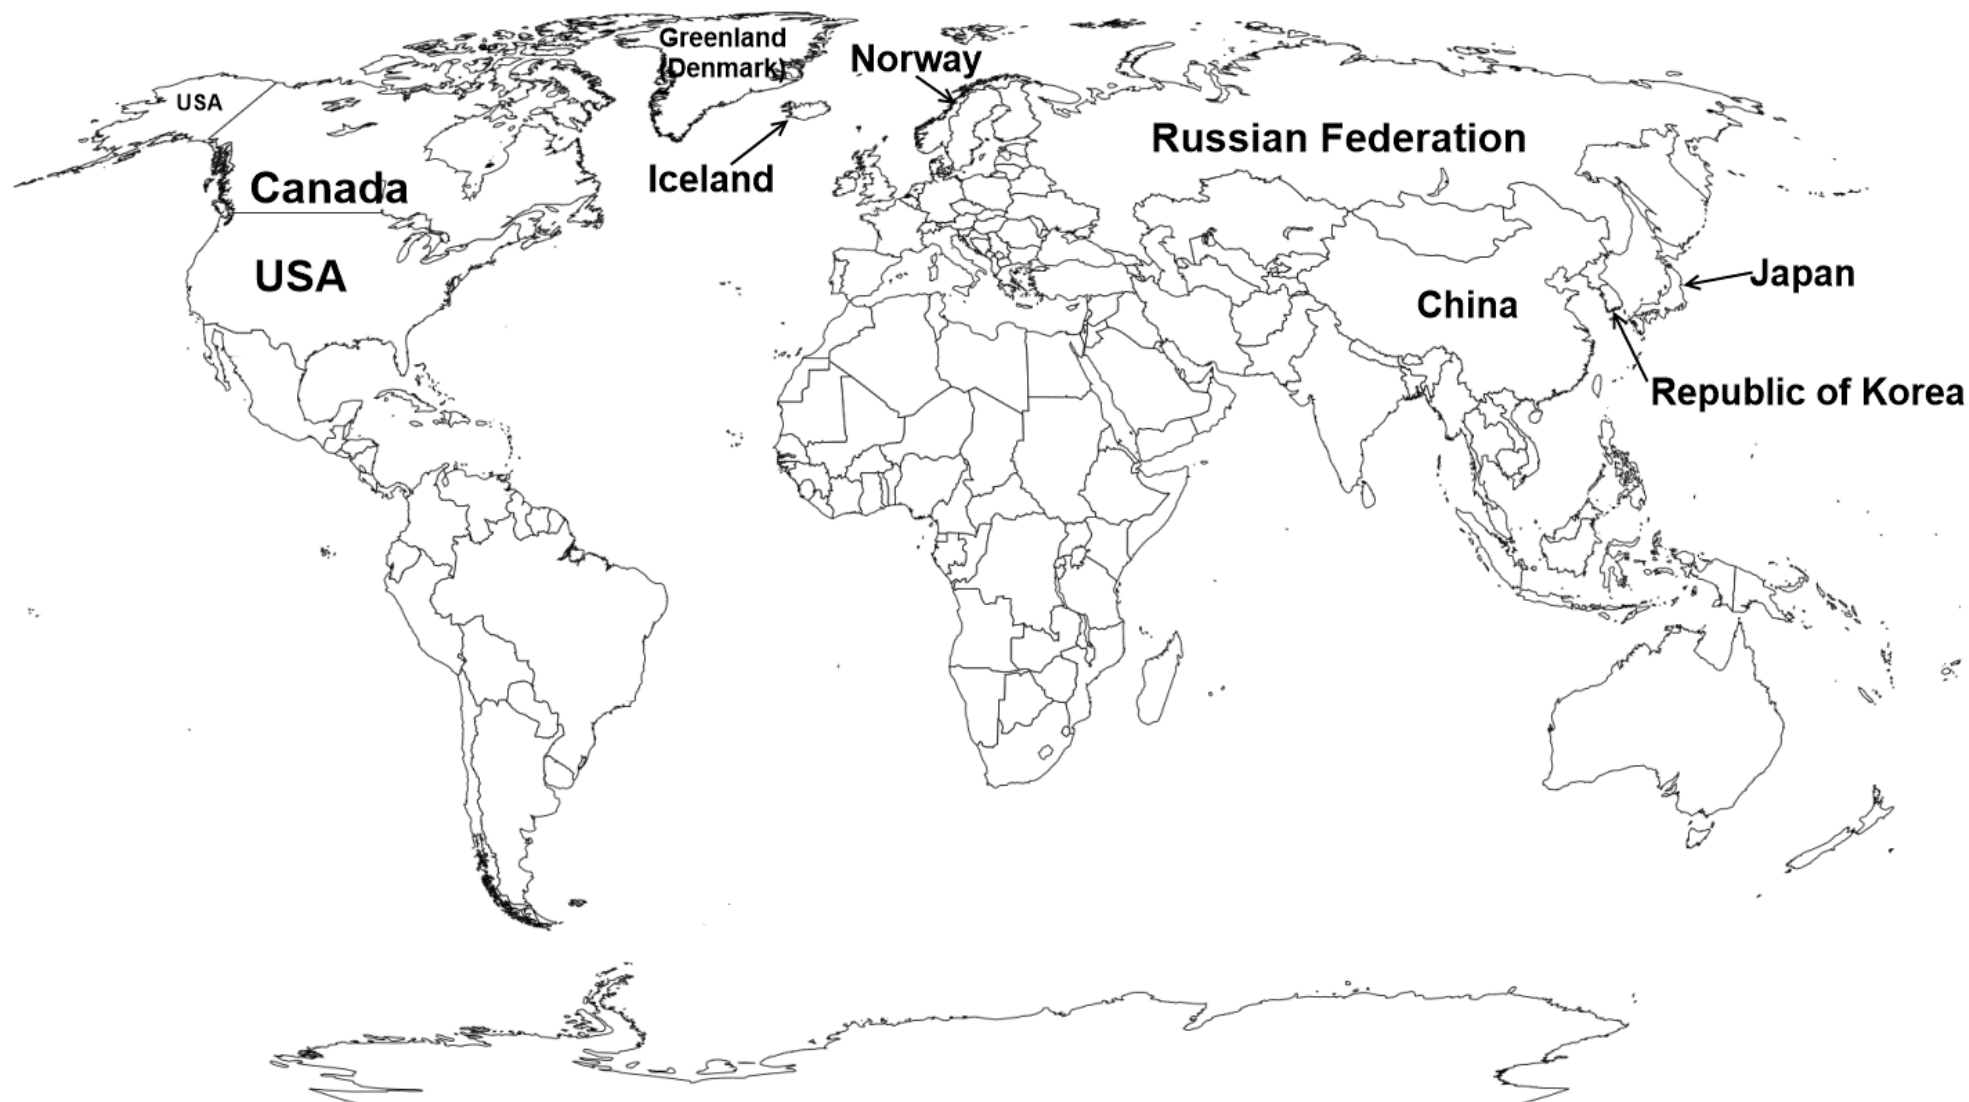 Greenland
(Denmark)
Norway
USA
Russian Federation
Iceland
Canada
USA
Japan
China
Republic of Korea